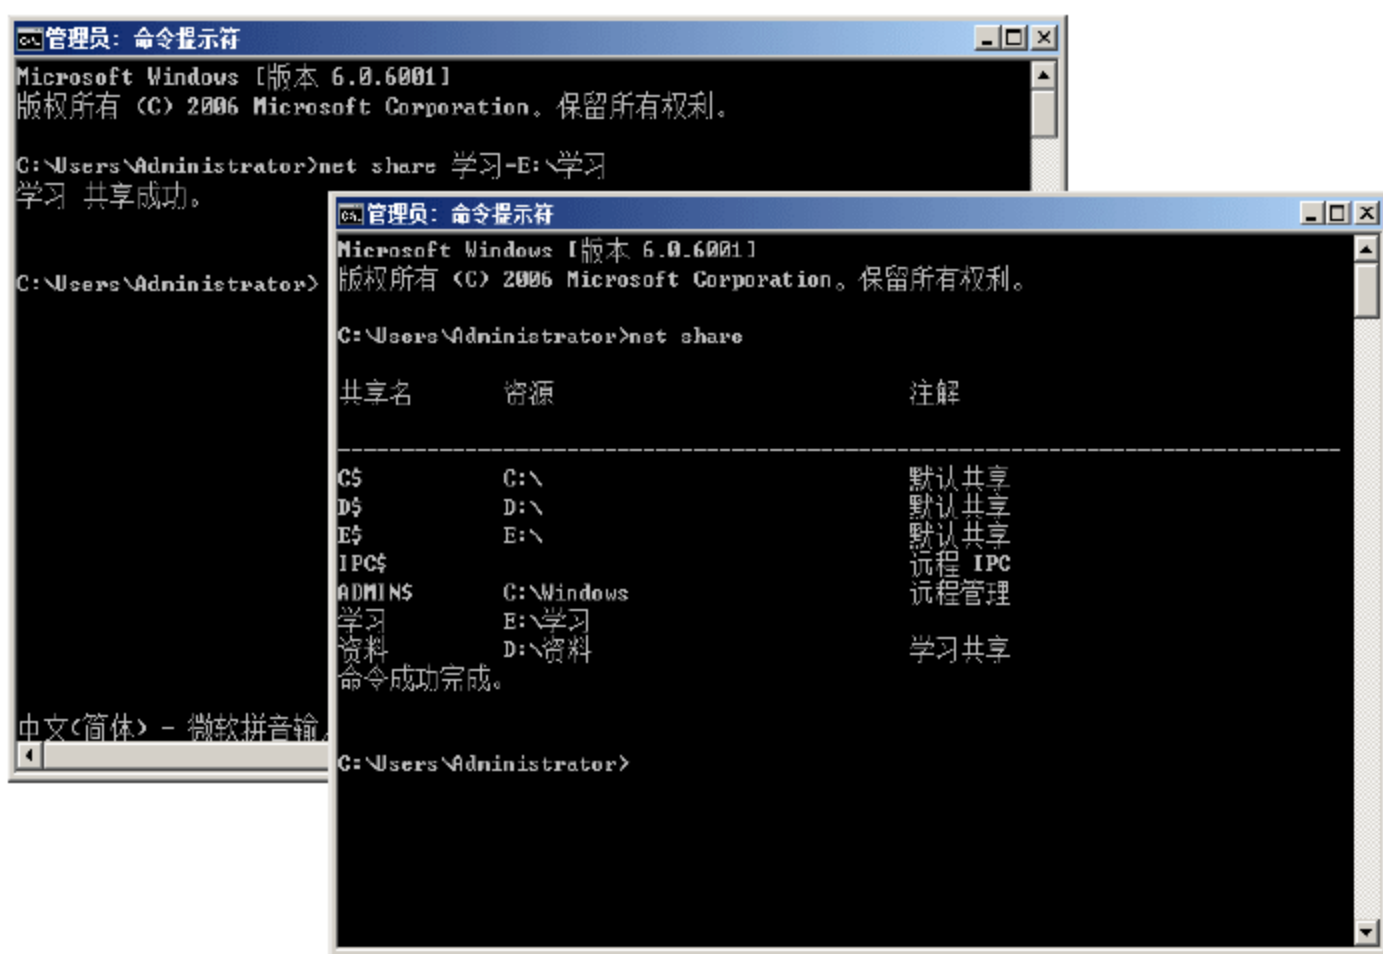 管理员: 命令提示符
Microsoft Windows [版本 6.0.6001]
版权所有 (C) 2006 Microsoft Corporation。保留所有权利。
C:\Users\Administrator>net share 学习=E:\学习
学习 共享成功。
C:\Users\Administrator>
中文(简体) - 微软拼音输
管理员: 命令提示符
Microsoft Windows [版本 6.0.6001]
版权所有 (C) 2006 Microsoft Corporation。保留所有权利。
C:\Users\Administrator>net share
共享名 资源 注解
-------------------------------------------------------------------------------
C$ C:\ 默认共享
D$ D:\ 默认共享
E$ E:\ 默认共享
IPC$ 远程 IPC
ADMIN$ C:\Windows 远程管理
学习 E:\学习
资料 D:\资料 学习共享
命令成功完成。
C:\Users\Administrator>